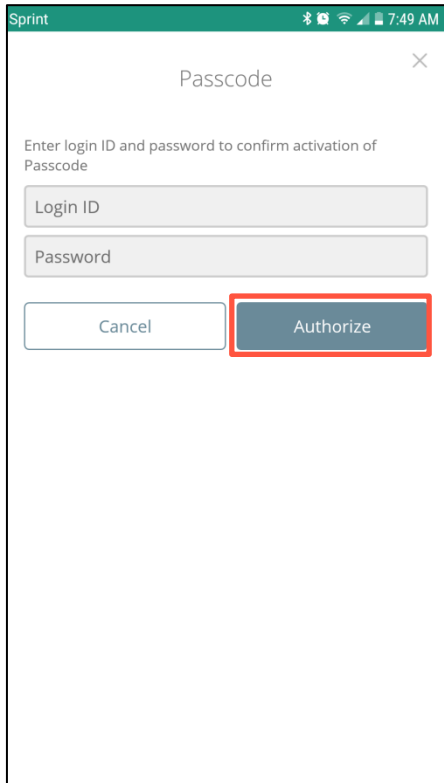 Sprint 7:49 AM
Passcode
Enter login ID and password to confirm activation of
Passcode
Login ID
Password
Cancel Authorize